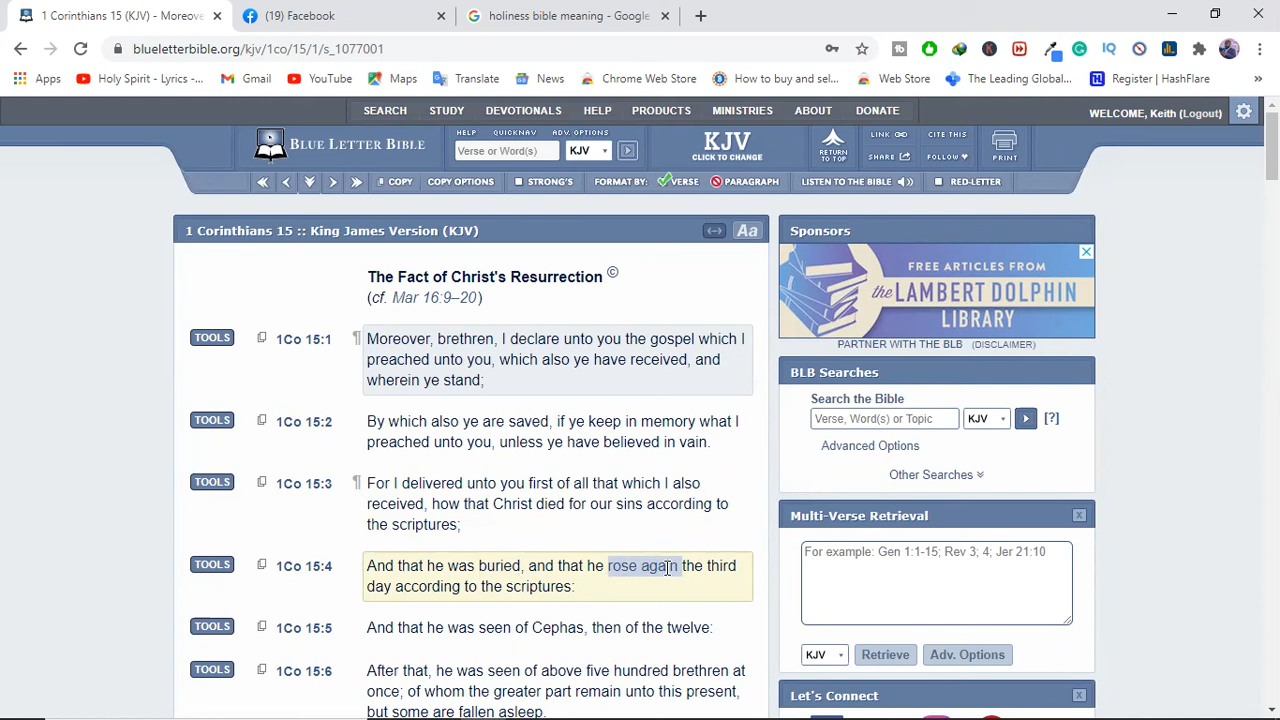 1 Corinthians 15 (KJV) - Moreove
(19) Facebook
holiness bible meaning - Google
blueletterbible.org/kjv/1co/15/1/s_1077001
Apps
Holy Spirit - Lyrics -...
Gmail
YouTube
Maps
Translate
News
Chrome Web Store
How to buy and sel...
Web Store
The Leading Global...
Register | HashFlare
SEARCH
STUDY
DEVOTIONALS
HELP
PRODUCTS
MINISTRIES
ABOUT
DONATE
WELCOME, Keith (Logout)
BLUE LETTER BIBLE
HELP
QUICKNAV
ADV. OPTIONS
Verse or Word(s)
KJV
KJV
CLICK TO CHANGE
RETURN
TO TOP
LINK
CITE THIS
SHARE
FOLLOW
PRINT
COPY
COPY OPTIONS
STRONG'S
FORMAT BY:
VERSE
PARAGRAPH
LISTEN TO THE BIBLE
RED-LETTER
1 Corinthians 15 :: King James Version (KJV)
Aa
The Fact of Christ's Resurrection ©
(cf. Mar 16:9–20)
TOOLS
1Co 15:1
¶ Moreover, brethren, I declare unto you the gospel which I
preached unto you, which also ye have received, and
wherein ye stand;
TOOLS
1Co 15:2
By which also ye are saved, if ye keep in memory what I
preached unto you, unless ye have believed in vain.
TOOLS
1Co 15:3
¶ For I delivered unto you first of all that which I also
received, how that Christ died for our sins according to
the scriptures;
TOOLS
1Co 15:4
And that he was buried, and that he rose again the third
day according to the scriptures:
TOOLS
1Co 15:5
And that he was seen of Cephas, then of the twelve:
TOOLS
1Co 15:6
After that, he was seen of above five hundred brethren at
once; of whom the greater part remain unto this present,
but some are fallen asleep.
Sponsors
FREE ARTICLES FROM
the LAMBERT DOLPHIN
LIBRARY
PARTNER WITH THE BLB (DISCLAIMER)
BLB Searches
Search the Bible
Verse, Word(s) or Topic
KJV
[?]
Advanced Options
Other Searches
Multi-Verse Retrieval
X
For example: Gen 1:1-15; Rev 3; 4; Jer 21:10
KJV
Retrieve
Adv. Options
Let's Connect
X